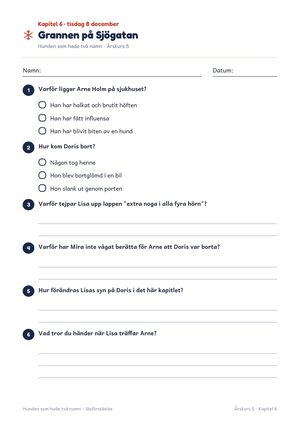 Kapitel 6 · tisdag 8 december
Grannen på Sjögatan
Hunden som hade två namn · Årskurs 5
Namn:
Datum:
1 Varför ligger Arne Holm på sjukhuset?
Han har halkat och brutit höften
Han har fått influensa
Han har blivit biten av en hund
2 Hur kom Doris bort?
Någon tog henne
Hon blev bortglömd i en bil
Hon slank ut genom porten
3 Varför tejpar Lisa upp lappen "extra noga i alla fyra hörn"?
4 Varför har Mira inte vågat berätta för Arne att Doris var borta?
5 Hur förändras Lisas syn på Doris i det här kapitlet?
6 Vad tror du händer när Lisa träffar Arne?
Hunden som hade två namn – läsförståelse
Årskurs 5 · Kapitel 6